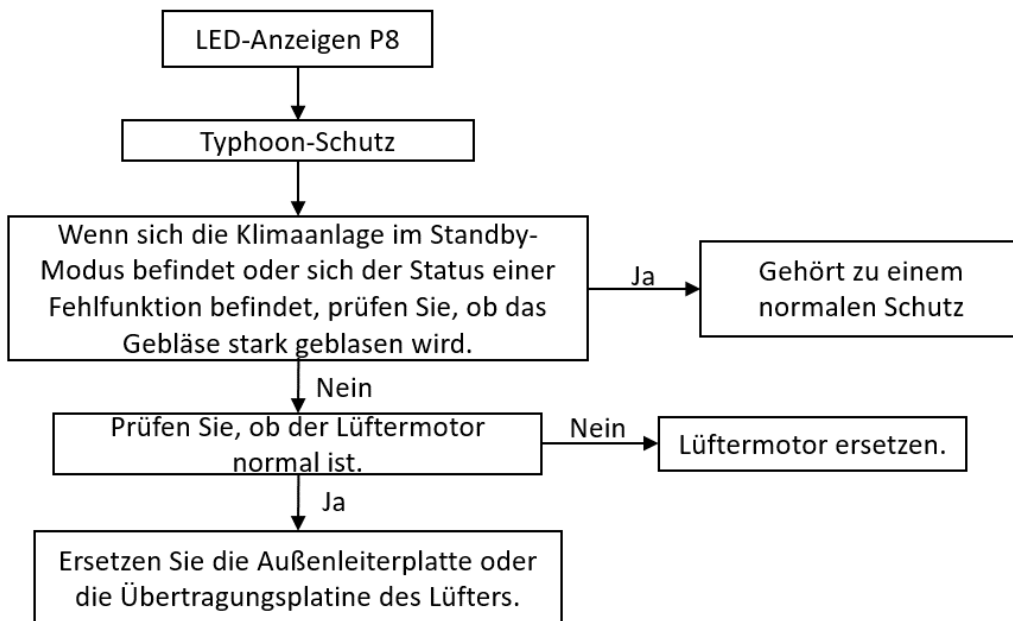 LED-Anzeigen P8
Typhoon-Schutz
Wenn sich die Klimaanlage im Standby-
Modus befindet oder sich der Status einer
Fehlfunktion befindet, prüfen Sie, ob das
Gebläse stark geblasen wird.
Ja
Gehört zu einem
normalen Schutz
Nein
Prüfen Sie, ob der Lüftermotor
normal ist.
Nein
Lüftermotor ersetzen.
Ja
Ersetzen Sie die Außenleiterplatte oder
die Übertragungsplatine des Lüfters.